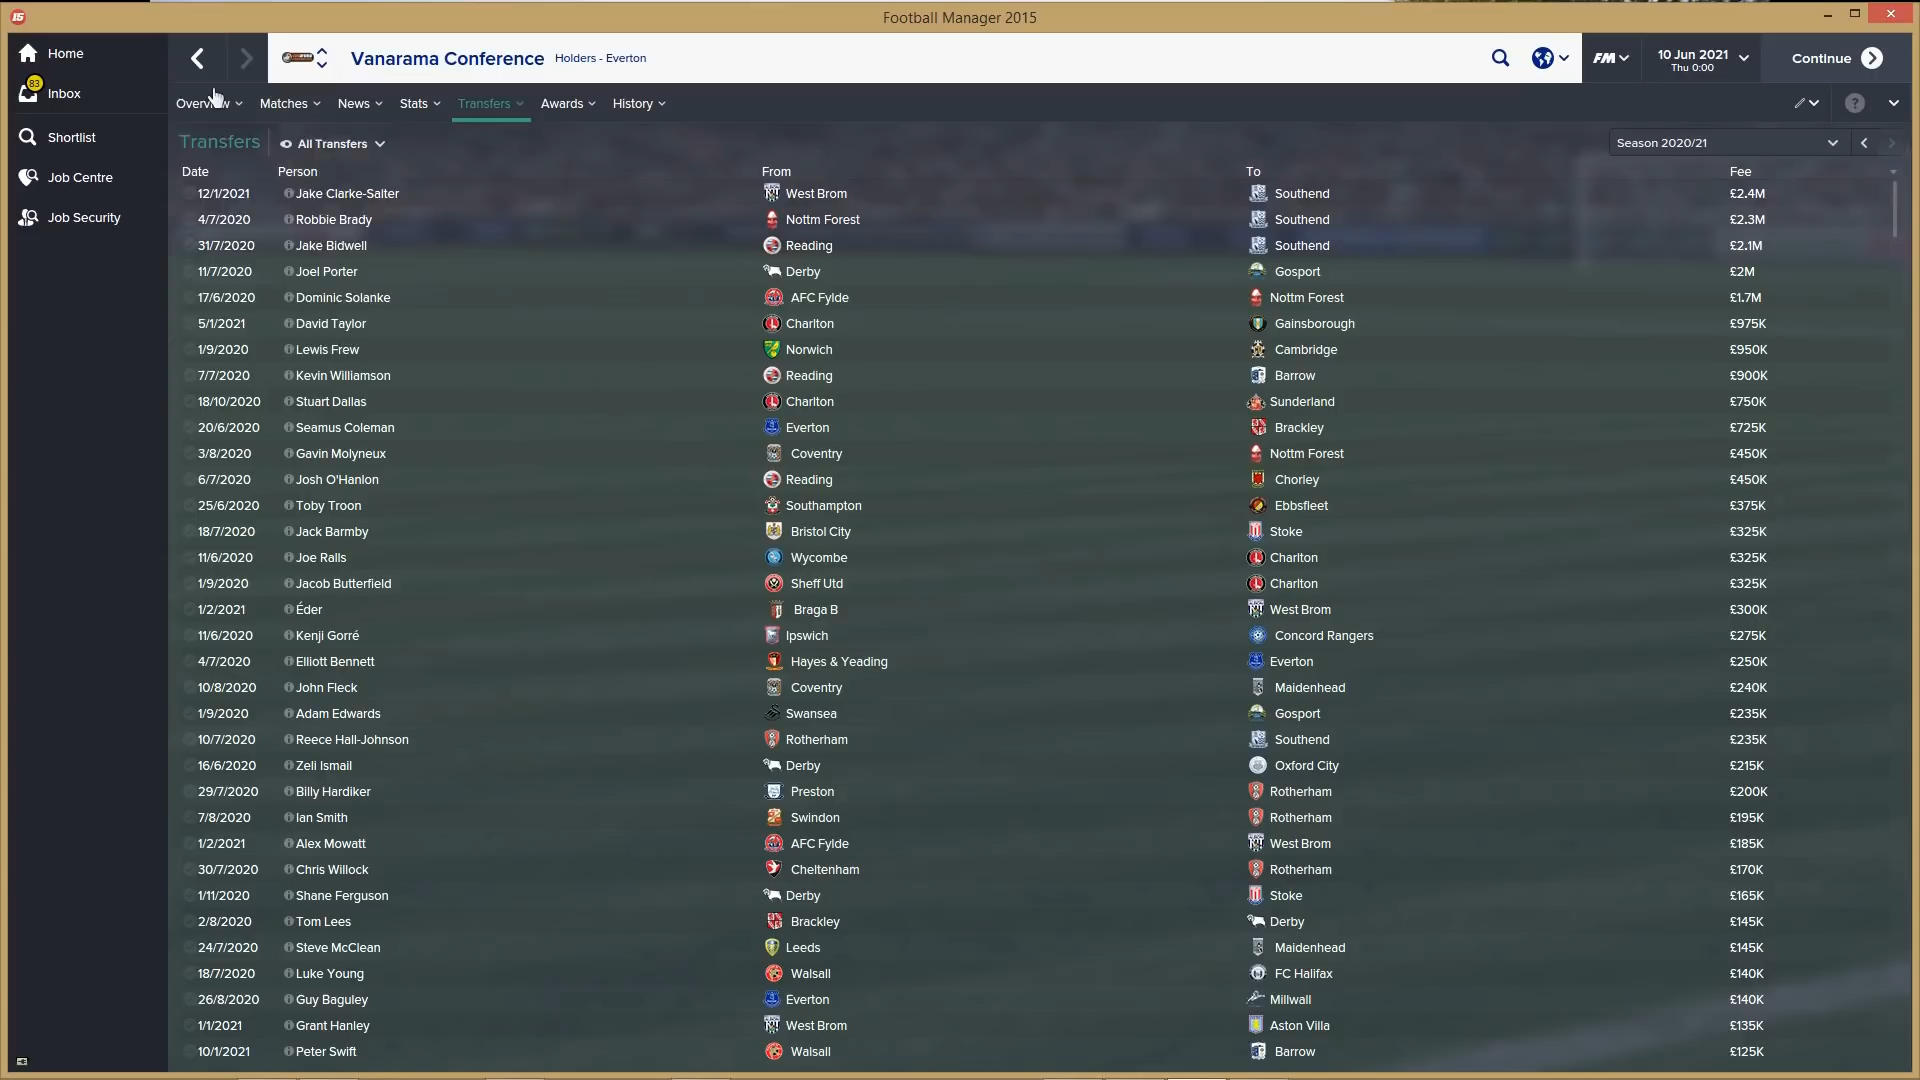 Football Manager 2015
Home
83
Inbox
Shortlist
Job Centre
Job Security
Vanarama Conference Holders - Everton
FM 10 Jun 2021 Continue
Thu 0:00
Overview Matches News Stats Transfers Awards History
Transfers All Transfers Season 2020/21
Date Person From To Fee
12/1/2021 Jake Clarke-Salter West Brom Southend £2.4M
4/7/2020 Robbie Brady Nottm Forest Southend £2.3M
31/7/2020 Jake Bidwell Reading Southend £2.1M
11/7/2020 Joel Porter Derby Gosport £2M
17/6/2020 Dominic Solanke AFC Fylde Nottm Forest £1.7M
5/1/2021 David Taylor Charlton Gainsborough £975K
1/9/2020 Lewis Frew Norwich Cambridge £950K
7/7/2020 Kevin Williamson Reading Barrow £900K
18/10/2020 Stuart Dallas Charlton Sunderland £750K
20/6/2020 Seamus Coleman Everton Brackley £725K
3/8/2020 Gavin Molyneux Coventry Nottm Forest £450K
6/7/2020 Josh O'Hanlon Reading Chorley £450K
25/6/2020 Toby Troon Southampton Ebbsfleet £375K
18/7/2020 Jack Barmby Bristol City Stoke £325K
11/6/2020 Joe Ralls Wycombe Charlton £325K
1/9/2020 Jacob Butterfield Sheff Utd Charlton £325K
1/2/2021 Éder Braga B West Brom £300K
11/6/2020 Kenji Gorré Ipswich Concord Rangers £275K
4/7/2020 Elliott Bennett Hayes & Yeading Everton £250K
10/8/2020 John Fleck Coventry Maidenhead £240K
1/9/2020 Adam Edwards Swansea Gosport £235K
10/7/2020 Reece Hall-Johnson Rotherham Southend £235K
16/6/2020 Zeli Ismail Derby Oxford City £215K
29/7/2020 Billy Hardiker Preston Rotherham £200K
7/8/2020 Ian Smith Swindon Rotherham £195K
1/2/2021 Alex Mowatt AFC Fylde West Brom £185K
30/7/2020 Chris Willock Cheltenham Rotherham £170K
1/11/2020 Shane Ferguson Derby Stoke £165K
2/8/2020 Tom Lees Brackley Derby £145K
24/7/2020 Steve McClean Leeds Maidenhead £145K
18/7/2020 Luke Young Walsall FC Halifax £140K
26/8/2020 Guy Baguley Everton Millwall £140K
1/1/2021 Grant Hanley West Brom Aston Villa £135K
10/1/2021 Peter Swift Walsall Barrow £125K